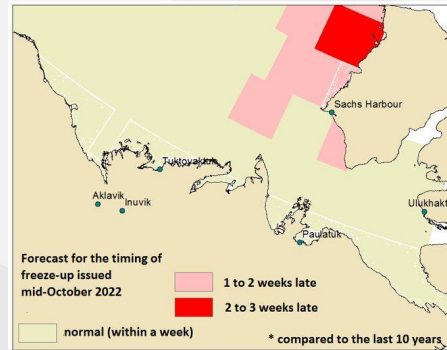 Sachs Harbour
Tuktoyaktuk
Aklavik
Inuvik
Ulukhakt
Paulatuk
Forecast for the timing of
freeze-up issued
mid-October 2022
1 to 2 weeks late
2 to 3 weeks late
normal (within a week)
* compared to the last 10 years